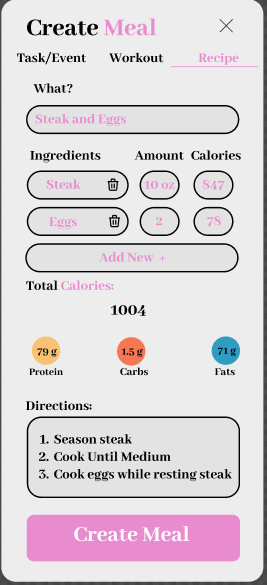 Create Meal
Task/Event Workout Recipe
What?
Steak and Eggs
Ingredients Amount Calories
Steak 10 oz 847
Eggs 2 78
Add New +
Total Calories:
1004
79 g 1.5 g 71 g
Protein Carbs Fats
Directions:
1. Season steak
2. Cook Until Medium
3. Cook eggs while resting steak
Create Meal